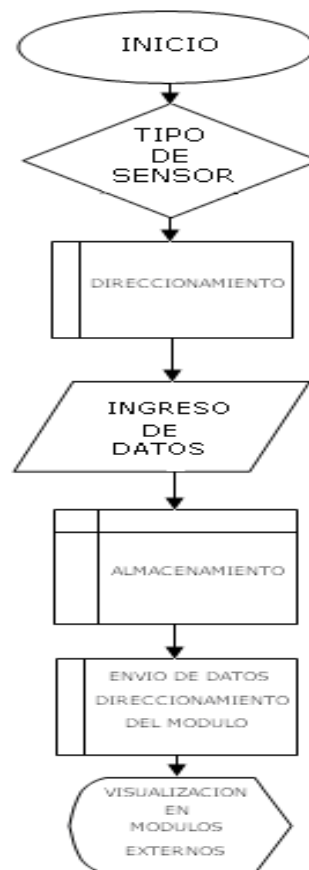 INICIO
TIPO
DE
SENSOR
DIRECCIONAMIENTO
INGRESO
DE
DATOS
ALMACENAMIENTO
ENVIO DE DATOS
DIRECCIONAMIENTO
DEL MODULO
VISUALIZACION
EN
MODULOS
EXTERNOS